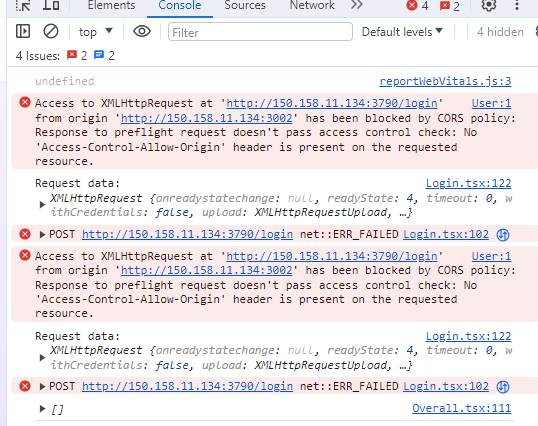 Elements Console Sources Network 4 2
top Filter Default levels 4 hidden
4 Issues: 2 2
undefined reportWebVitals.js:3
Access to XMLHttpRequest at 'http://150.158.11.134:3790/login' User:1
from origin 'http://150.158.11.134:3002' has been blocked by CORS policy:
Response to preflight request doesn't pass access control check: No
'Access-Control-Allow-Origin' header is present on the requested
resource.
Request data: Login.tsx:122
XMLHttpRequest {onreadystatechange: null, readyState: 4, timeout: 0, w
ithCredentials: false, upload: XMLHttpRequestUpload, …}
POST http://150.158.11.134:3790/login net::ERR_FAILED Login.tsx:102
Access to XMLHttpRequest at 'http://150.158.11.134:3790/login' User:1
from origin 'http://150.158.11.134:3002' has been blocked by CORS policy:
Response to preflight request doesn't pass access control check: No
'Access-Control-Allow-Origin' header is present on the requested
resource.
Request data: Login.tsx:122
XMLHttpRequest {onreadystatechange: null, readyState: 4, timeout: 0, w
ithCredentials: false, upload: XMLHttpRequestUpload, …}
POST http://150.158.11.134:3790/login net::ERR_FAILED Login.tsx:102
[] Overall.tsx:111